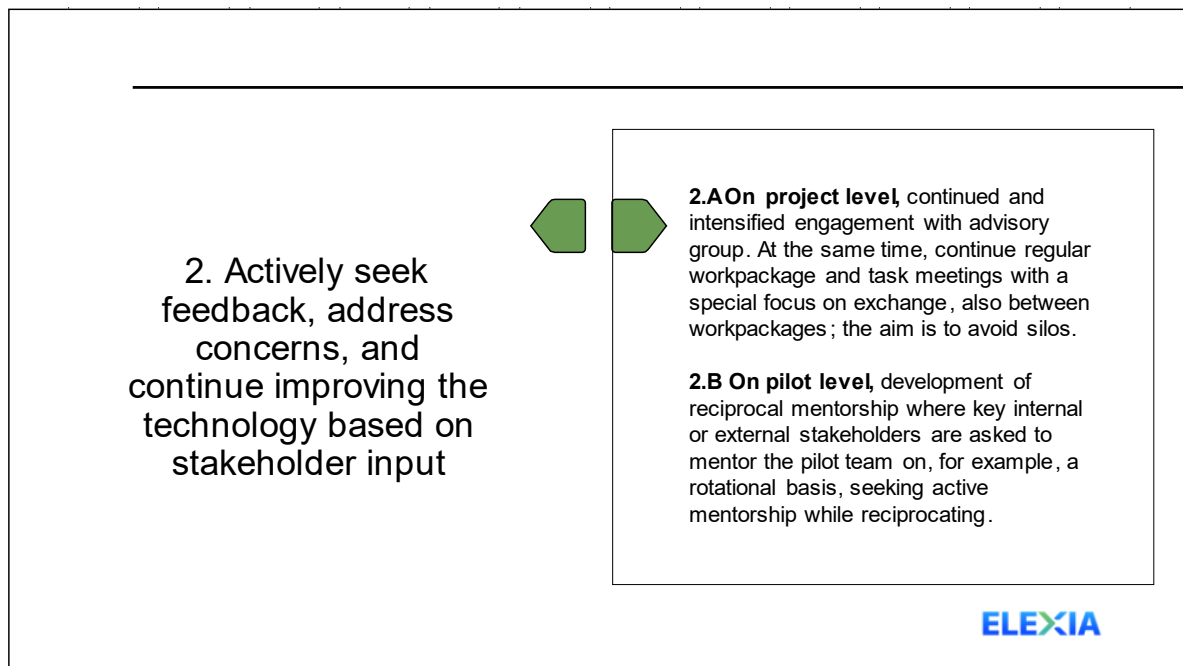 2. Actively seek
feedback, address
concerns, and
continue improving the
technology based on
stakeholder input
2.A On project level, continued and
intensified engagement with advisory
group. At the same time, continue regular
workpackage and task meetings with a
special focus on exchange, also between
workpackages; the aim is to avoid silos.
2.B On pilot level, development of
reciprocal mentorship where key internal
or external stakeholders are asked to
mentor the pilot team on, for example, a
rotational basis, seeking active
mentorship while reciprocating.
ELEXIA